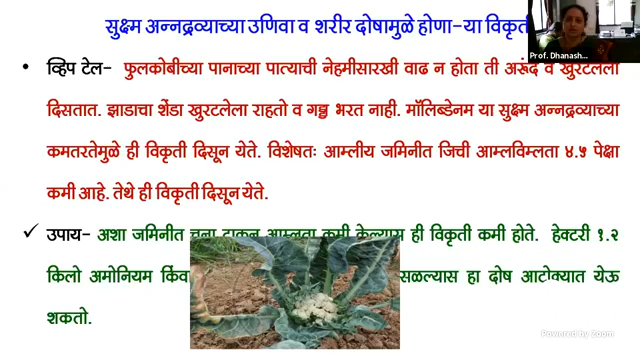 सुक्ष्म अन्नद्रव्याच्या उणिवा व शरीर दोषामुळे होणा-या विकृती
Prof. Dhanash...
• व्हिप टेल- फुलकोबीच्या पानाच्या पात्याची नेहमीसारखी वाढ न होता ती अरूंद व खुरटलेली
दिसतात. झाडाचा शेंडा खुरटलेला राहतो व गड्डा भरत नाही. मॉलिब्डेनम या सुक्ष्म अन्नद्रव्याच्या
कमतरतेमुळे ही विकृती दिसून येते. विशेषतः आम्लीय जमिनीत जिची आम्लविम्लता ४.५ पेक्षा
कमी आहे. तेथे ही विकृती दिसून येते.
✓ उपाय- अशा जमिनीत चुना टाकून आम्लता कमी केल्यास ही विकृती कमी होते. हेक्टरी १.२
किलो अमोनियम किंवा मिसळल्यास हा दोष आटोक्यात येऊ
शकतो.
Powered by Zoom